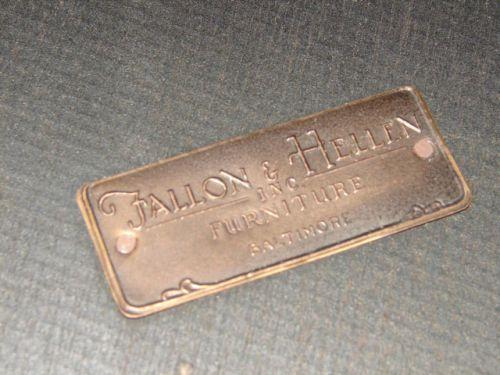 FALLON & HELLEN
INC.
FURNITURE
BALTIMORE